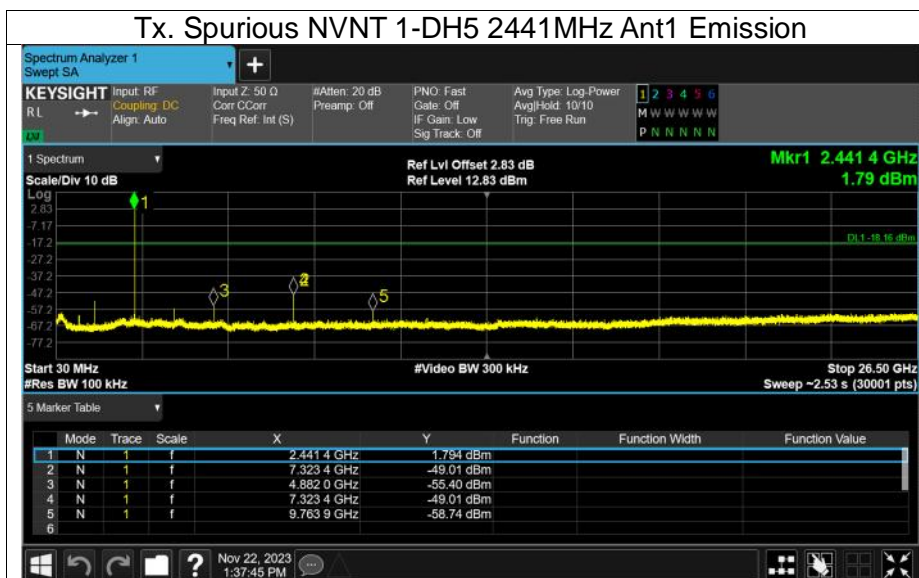 Tx. Spurious NVNT 1-DH5 2441MHz Ant1 Emission
Spectrum Analyzer 1
Swept SA
+
KEYSIGHT Input: RF Input Z: 50 Ω #Atten: 20 dB PNO: Fast Avg Type: Log-Power 1 2 3 4 5 6
RL Coupling: DC Corr CCorr Preamp: Off Gate: Off Avg|Hold: 10/10 M W W W W W
Align: Auto Freq Ref: Int (S) IF Gain: Low Trig: Free Run
Sig Track: Off P N N N N N
1 Spectrum Ref Lvl Offset 2.83 dB Mkr1 2.441 4 GHz
Scale/Div 10 dB Ref Level 12.83 dBm 1.79 dBm
Log
2.83 1
-7.17
-17.2 DL1 -18.16 dBm
-27.2
-37.2
-47.2 3 5
-57.2
-67.2
-77.2
Start 30 MHz #Video BW 300 kHz Stop 26.50 GHz
#Res BW 100 kHz Sweep ~2.53 s (30001 pts)
5 Marker Table
Mode Trace Scale X Y Function Function Width Function Value
1 N 1 f 2.441 4 GHz 1.794 dBm
2 N 1 f 7.323 4 GHz -49.01 dBm
3 N 1 f 4.882 0 GHz -55.40 dBm
4 N 1 f 7.323 4 GHz -49.01 dBm
5 N 1 f 9.763 9 GHz -58.74 dBm
6
? Nov 22, 2023
1:37:45 PM